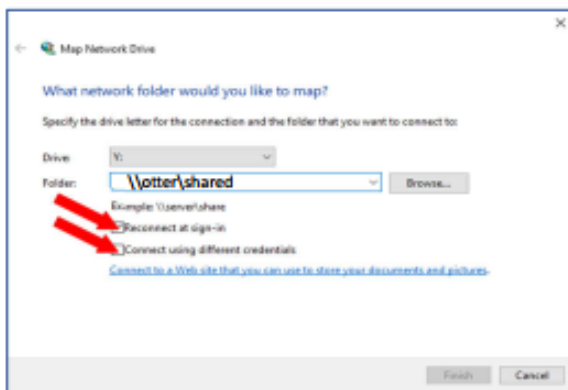 Map Network Drive
What network folder would you like to map?
Specify the drive letter for the connection and the folder that you want to connect to:
Drive: Y:
Folder: \\otter\shared Browse...
Example: \\server\share
Reconnect at sign-in
Connect using different credentials
Connect to a Web site that you can use to store your documents and pictures.
Finish Cancel